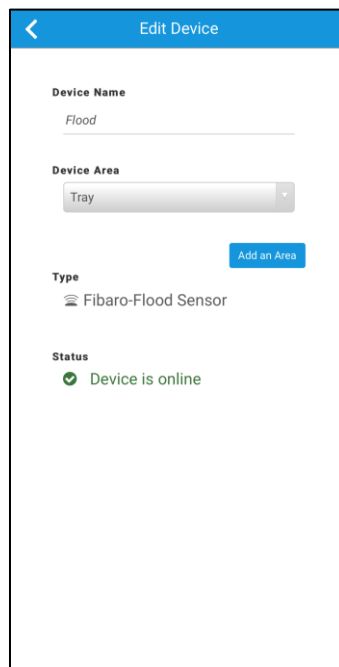 Edit Device
Device Name
Flood
Device Area
Tray
Add an Area
Type
Fibaro-Flood Sensor
Status
Device is online